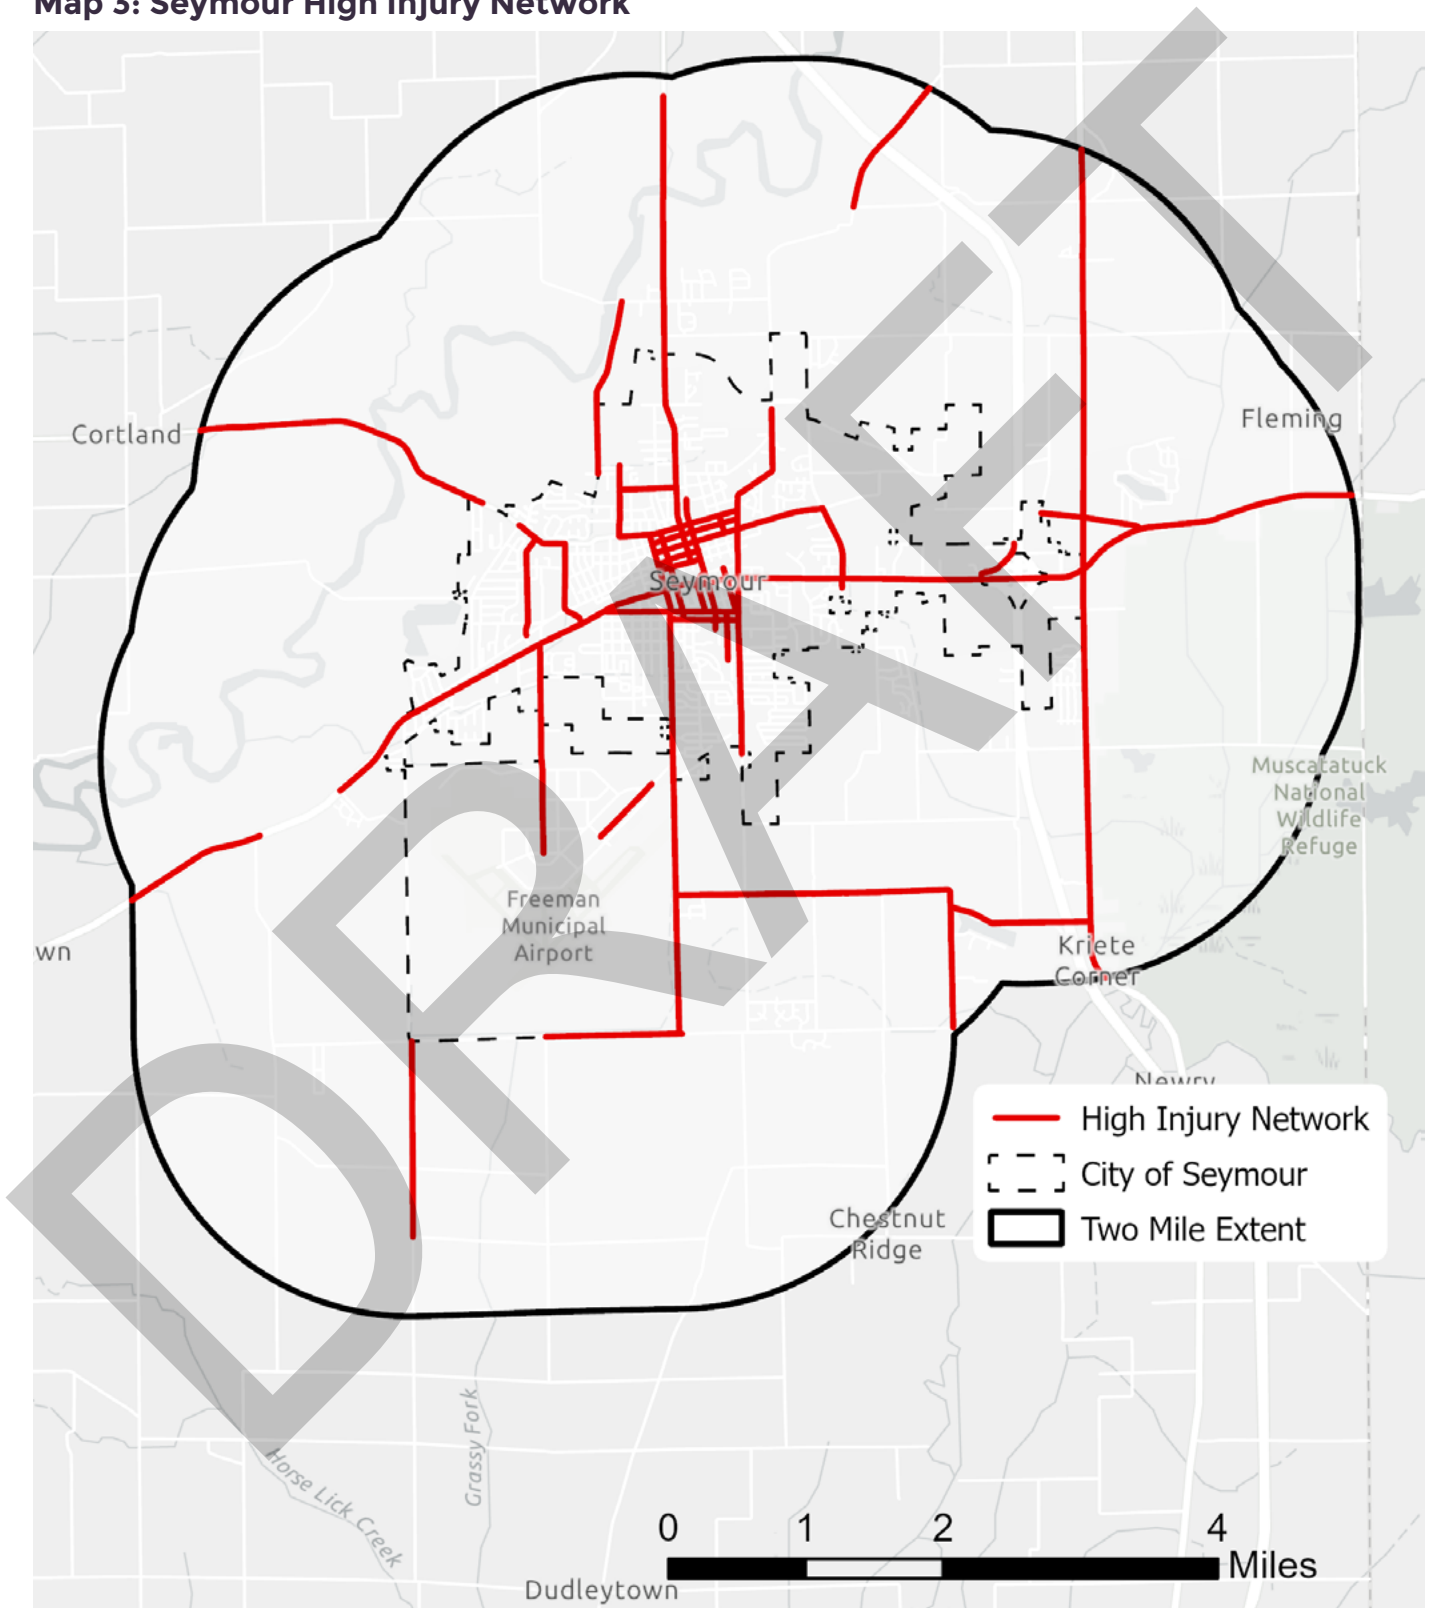 Map 3: Seymour High Injury Network
Cortland
Fleming
Seymour
Muscatatuck
National
Wildlife
Refuge
Freeman
Municipal
Airport
wn
Kriete
Corner
Newry
High Injury Network
City of Seymour
Two Mile Extent
Chestnut
Ridge
Grassy Fork
Horse Lick Creek
0 1 2 4
Miles
Dudleytown
DRAFT